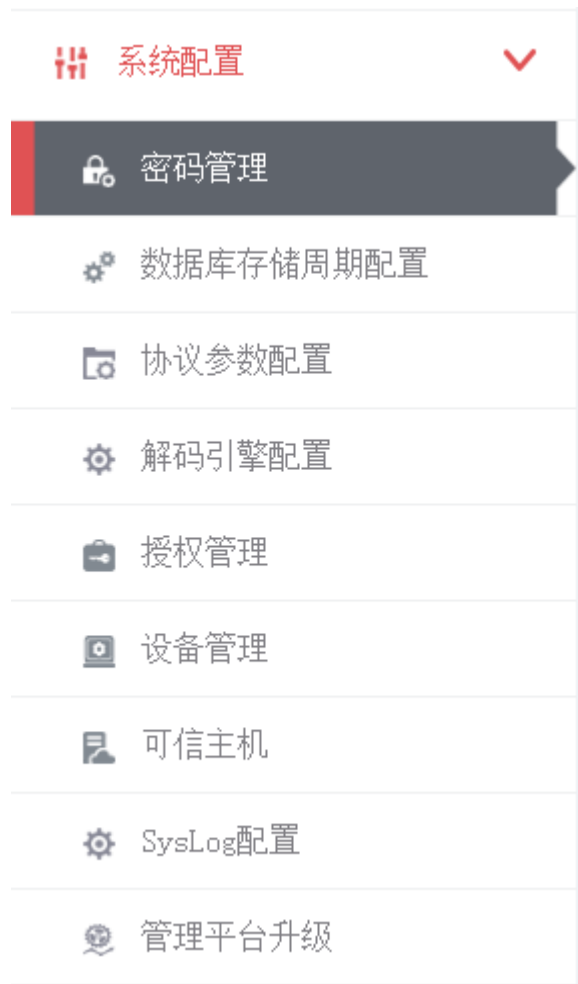 系统配置
密码管理
数据库存储周期配置
协议参数配置
解码引擎配置
授权管理
设备管理
可信主机
SysLog配置
管理平台升级